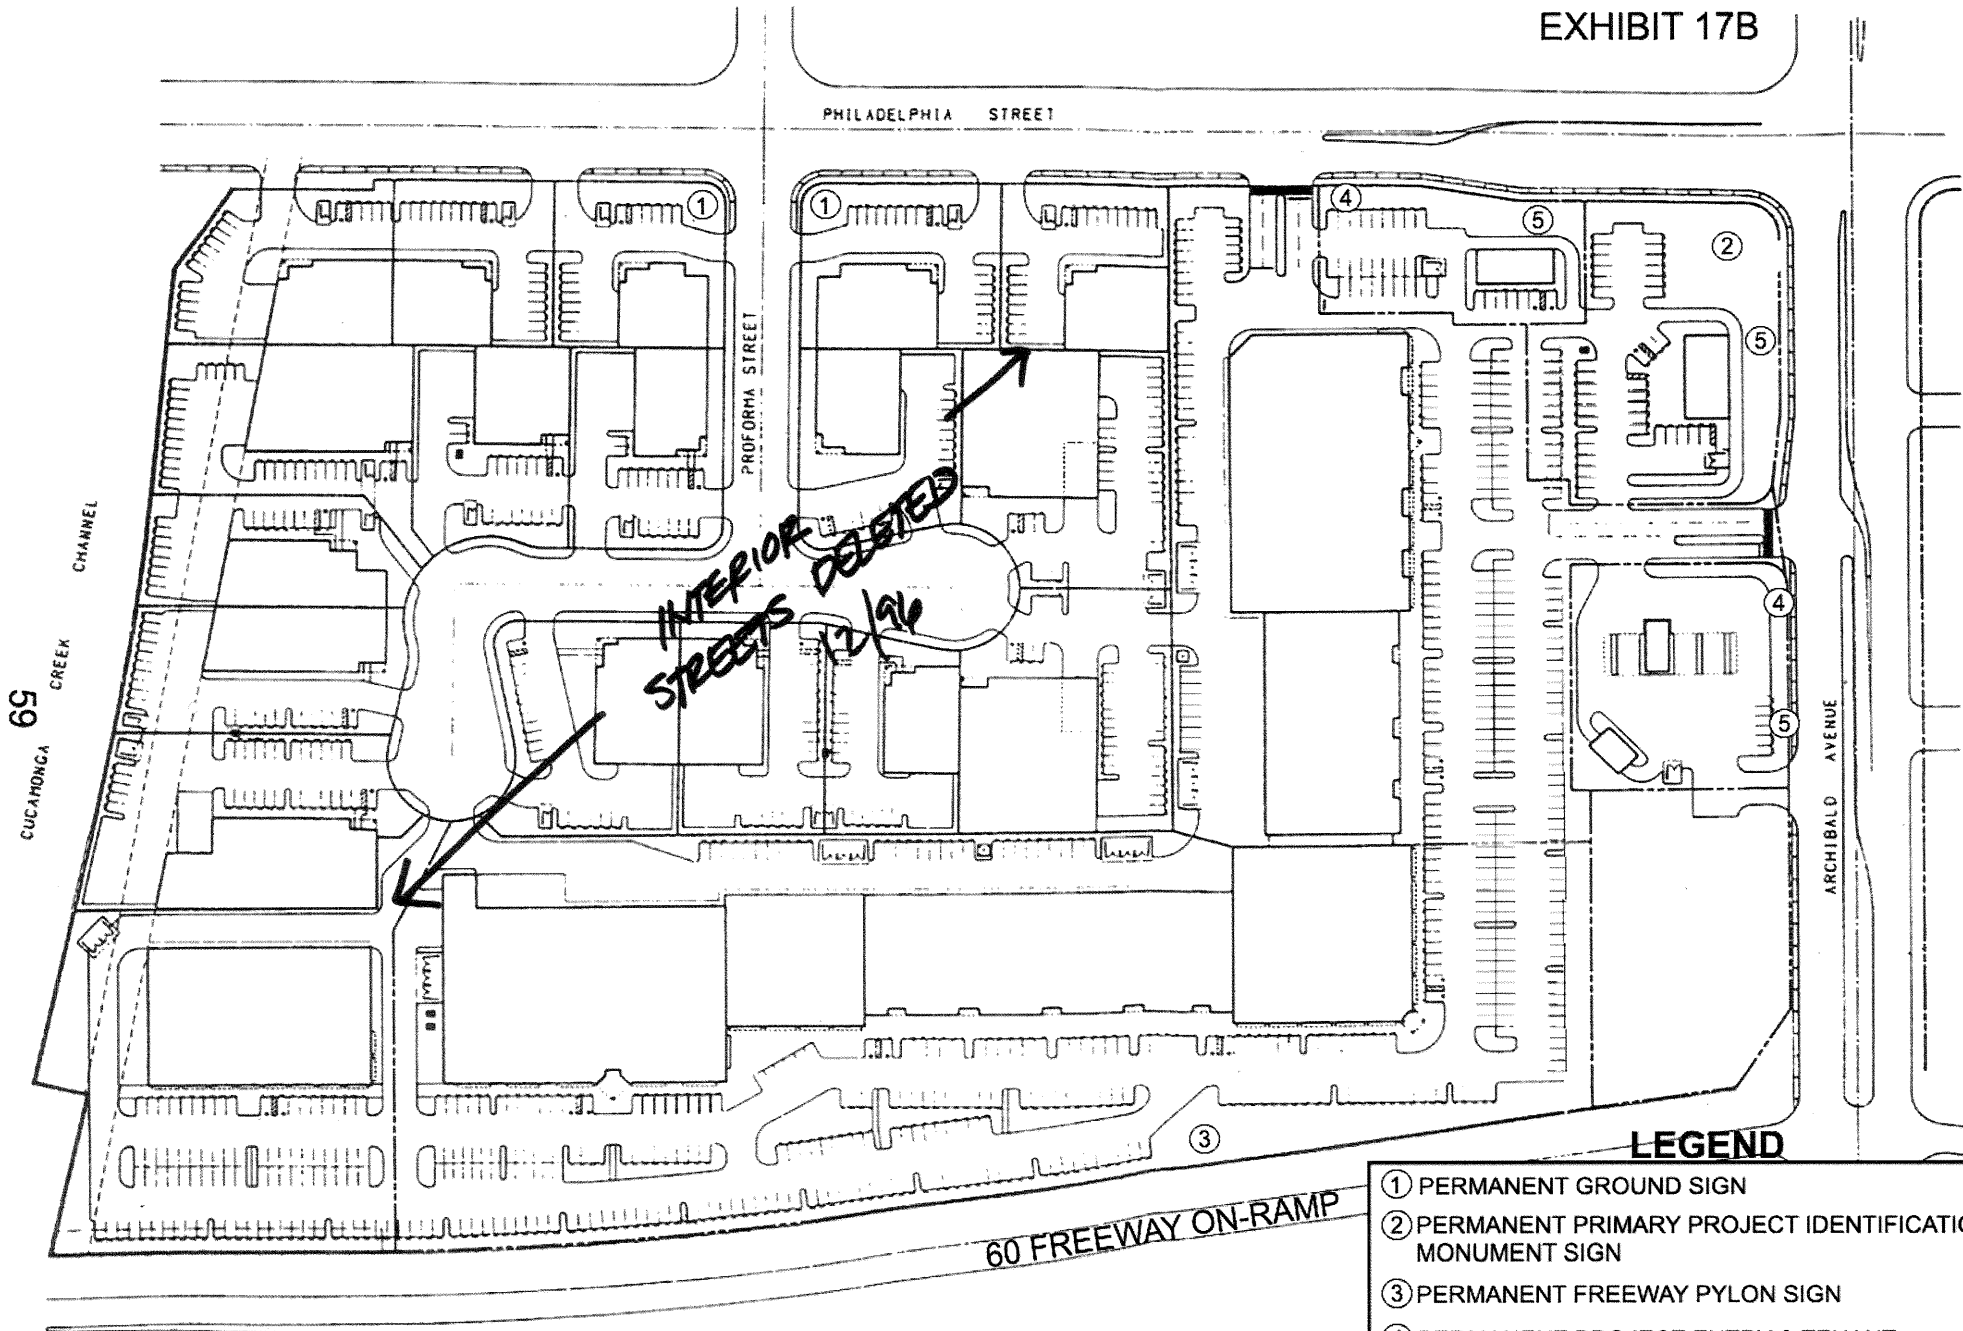 EXHIBIT 17B
PHILADELPHIA STREET
1
1
4
5
2
PROFORMA STREET
5
INTERIOR
STREETS DELETED
12/96
CUCAMONGA CREEK CHANNEL
59
4
5
ARCHIBALD AVENUE
3
60 FREEWAY ON-RAMP
LEGEND
1 PERMANENT GROUND SIGN
2 PERMANENT PRIMARY PROJECT IDENTIFICATIO
MONUMENT SIGN
3 PERMANENT FREEWAY PYLON SIGN